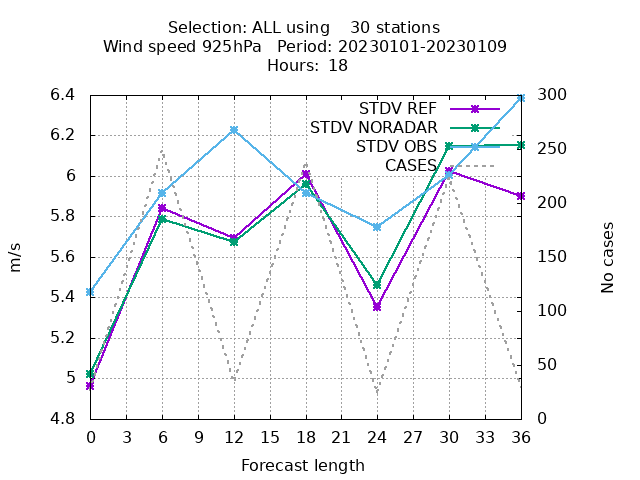 Selection: ALL using    30 stations
Wind speed 925hPa   Period: 20230101-20230109
Hours: 18
STDV REF
STDV NORADAR
STDV OBS
CASES
m/s
6.4
6.2
6
5.8
5.6
5.4
5.2
5
4.8
300
250
200
150
100
50
0
No cases
0 3 6 9 12 15 18 21 24 27 30 33 36
Forecast length